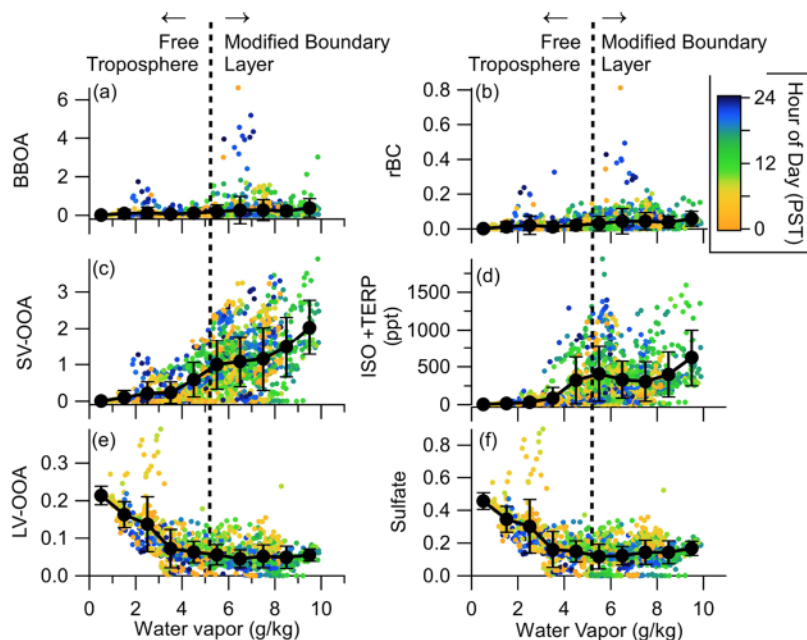 ← →
Free Modified Boundary
Troposphere Layer
(a)
6
4
2
0
BBOA
← →
Free Modified Boundary
Troposphere Layer
(b)
0.8
0.6
0.4
0.2
0.0
rBC
24
12
0
Hour of Day (PST)
(c)
3
2
1
0
SV-OOA
(d)
1500
1000
500
0
ISO +TERP
(ppt)
(e)
0.3
0.2
0.1
0.0
LV-OOA
0 2 4 6 8 10
Water vapor (g/kg)
(f)
0.8
0.6
0.4
0.2
0.0
Sulfate
0 2 4 6 8 10
Water Vapor (g/kg)